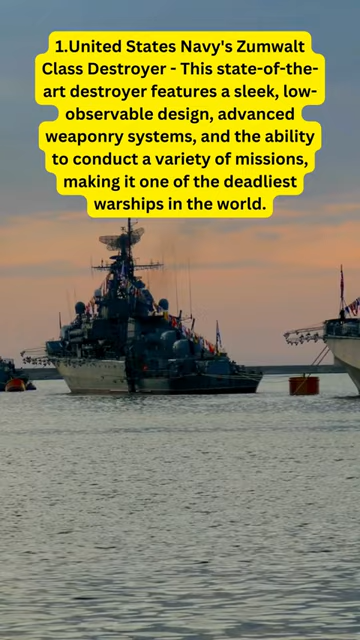 1.United States Navy's Zumwalt
Class Destroyer - This state-of-the-
art destroyer features a sleek, low-
observable design, advanced
weaponry systems, and the ability
to conduct a variety of missions,
making it one of the deadliest
warships in the world.